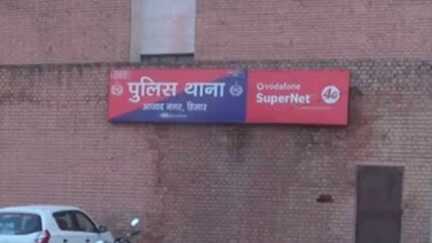 पुलिस थाना
आजाद नगर, हिसार
vodafone
SuperNet 4G